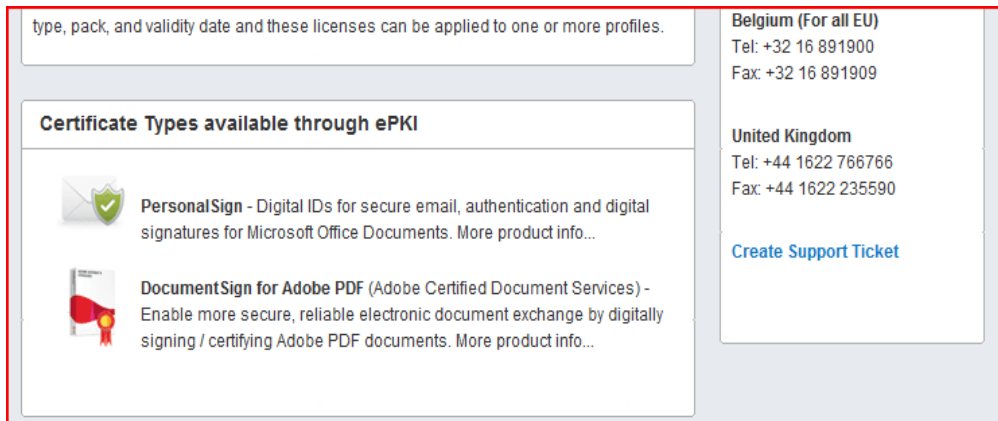 type, pack, and validity date and these licenses can be applied to one or more profiles.
Certificate Types available through ePKI
PersonalSign - Digital IDs for secure email, authentication and digital
signatures for Microsoft Office Documents. More product info...
DocumentSign for Adobe PDF (Adobe Certified Document Services) -
Enable more secure, reliable electronic document exchange by digitally
signing / certifying Adobe PDF documents. More product info...
Belgium (For all EU)
Tel: +32 16 891900
Fax: +32 16 891909
United Kingdom
Tel: +44 1622 766766
Fax: +44 1622 235590
Create Support Ticket